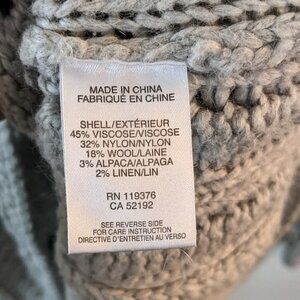 MADE IN CHINA
FABRIQUÉ EN CHINE
SHELL/EXTÉRIEUR
45% VISCOSE/VISCOSE
32% NYLON/NYLON
18% WOOL/LAINE
3% ALPACA/ALPAGA
2% LINEN/LIN
RN 119376
CA 52192
SEE REVERSE SIDE
FOR CARE INSTRUCTION
DIRECTIVE D'ENTRETIEN AU VERSO